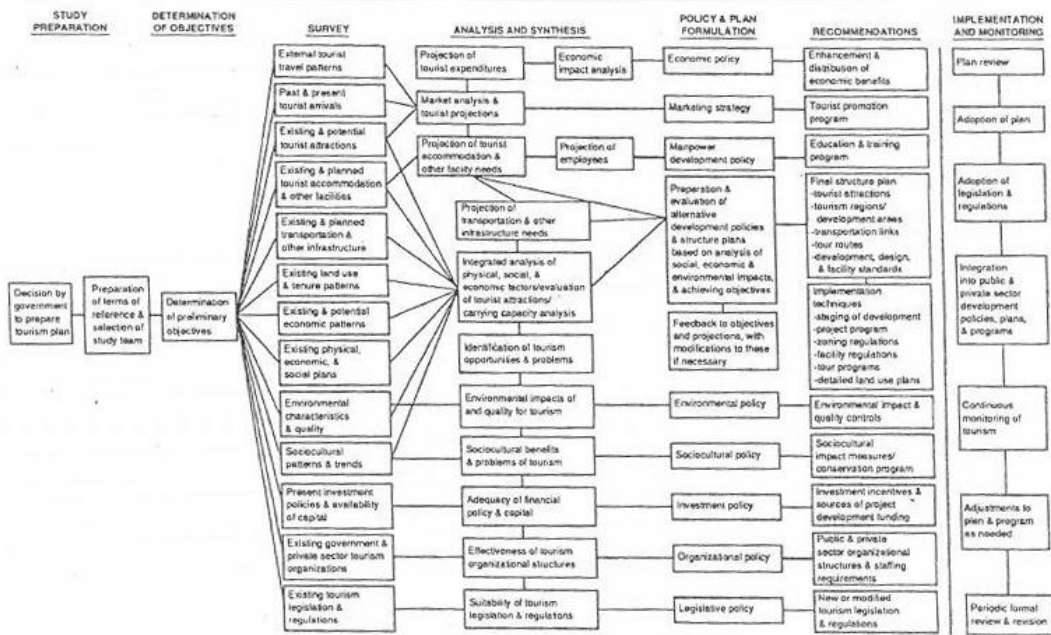 STUDY
PREPARATION
DETERMINATION
OF OBJECTIVES
SURVEY
ANALYSIS AND SYNTHESIS
POLICY & PLAN
FORMULATION
RECOMMENDATIONS
IMPLEMENTATION
AND MONITORING
Decision by
government
to prepare
tourism plan
Preparation
of terms of
reference &
selection of
study team
Determination
of preliminary
objectives
External tourist
travel patterns
Past & present
tourist arrivals
Existing & potential
tourist attractions
Existing & planned
tourist accommodation
& other facilities
Existing & planned
transportation &
other infrastructure
Existing land use
& tenure patterns
Existing & potential
economic patterns
Existing physical,
economic, &
social plans
Environmental
characteristics
& quality
Sociocultural
patterns & trends
Present investment
policies & availability
of capital
Existing government &
private sector tourism
organizations
Existing tourism
legislation &
regulations
Projection of
tourist expenditures
Economic
impact analysis
Market analysis &
tourist projections
Projection of tourist
accommodation &
other facility needs
Projection of
employees
Projection of
transportation & other
infrastructure needs
Integrated analysis of
physical, social, &
economic factors/evaluation
of tourist attractions/
carrying capacity analysis
Identification of tourism
opportunities & problems
Environmental impacts of
and quality for tourism
Sociocultural benefits
& problems of tourism
Adequacy of financial
policy & capital
Effectiveness of tourism
organizational structures
Suitability of tourism
legislation & regulations
Economic policy
Marketing strategy
Manpower
development policy
Preparation &
evaluation of
alternative
development policies
& structure plans
based on analysis of
social, economic &
environmental impacts,
& achieving objectives
Feedback to objectives
and projections, with
modifications to these
if necessary
Environmental policy
Sociocultural policy
Investment policy
Organizational policy
Legislative policy
Enhancement &
distribution of
economic benefits
Tourist promotion
program
Education & training
program
Final structure plan
-tourist attractions
-tourism regions/
development areas
-transportation links
-tour routes
-development, design,
& facility standards
Implementation
techniques
-staging of development
-project program
-zoning regulations
-facility regulations
-tour programs
-detailed land use plans
Environmental impact &
quality controls
Sociocultural
impact measures/
conservation program
Investment incentives &
sources of project
development funding
Public & private
sector organizational
structures & staffing
requirements
New or modified
tourism legislation
& regulations
Plan review
Adoption of plan
Adoption of
legislation &
regulations
Integration
into public &
private sector
development
policies, plans,
& programs
Continuous
monitoring of
tourism
Adjustments to
plan & program
as needed
Periodic formal
review & revision